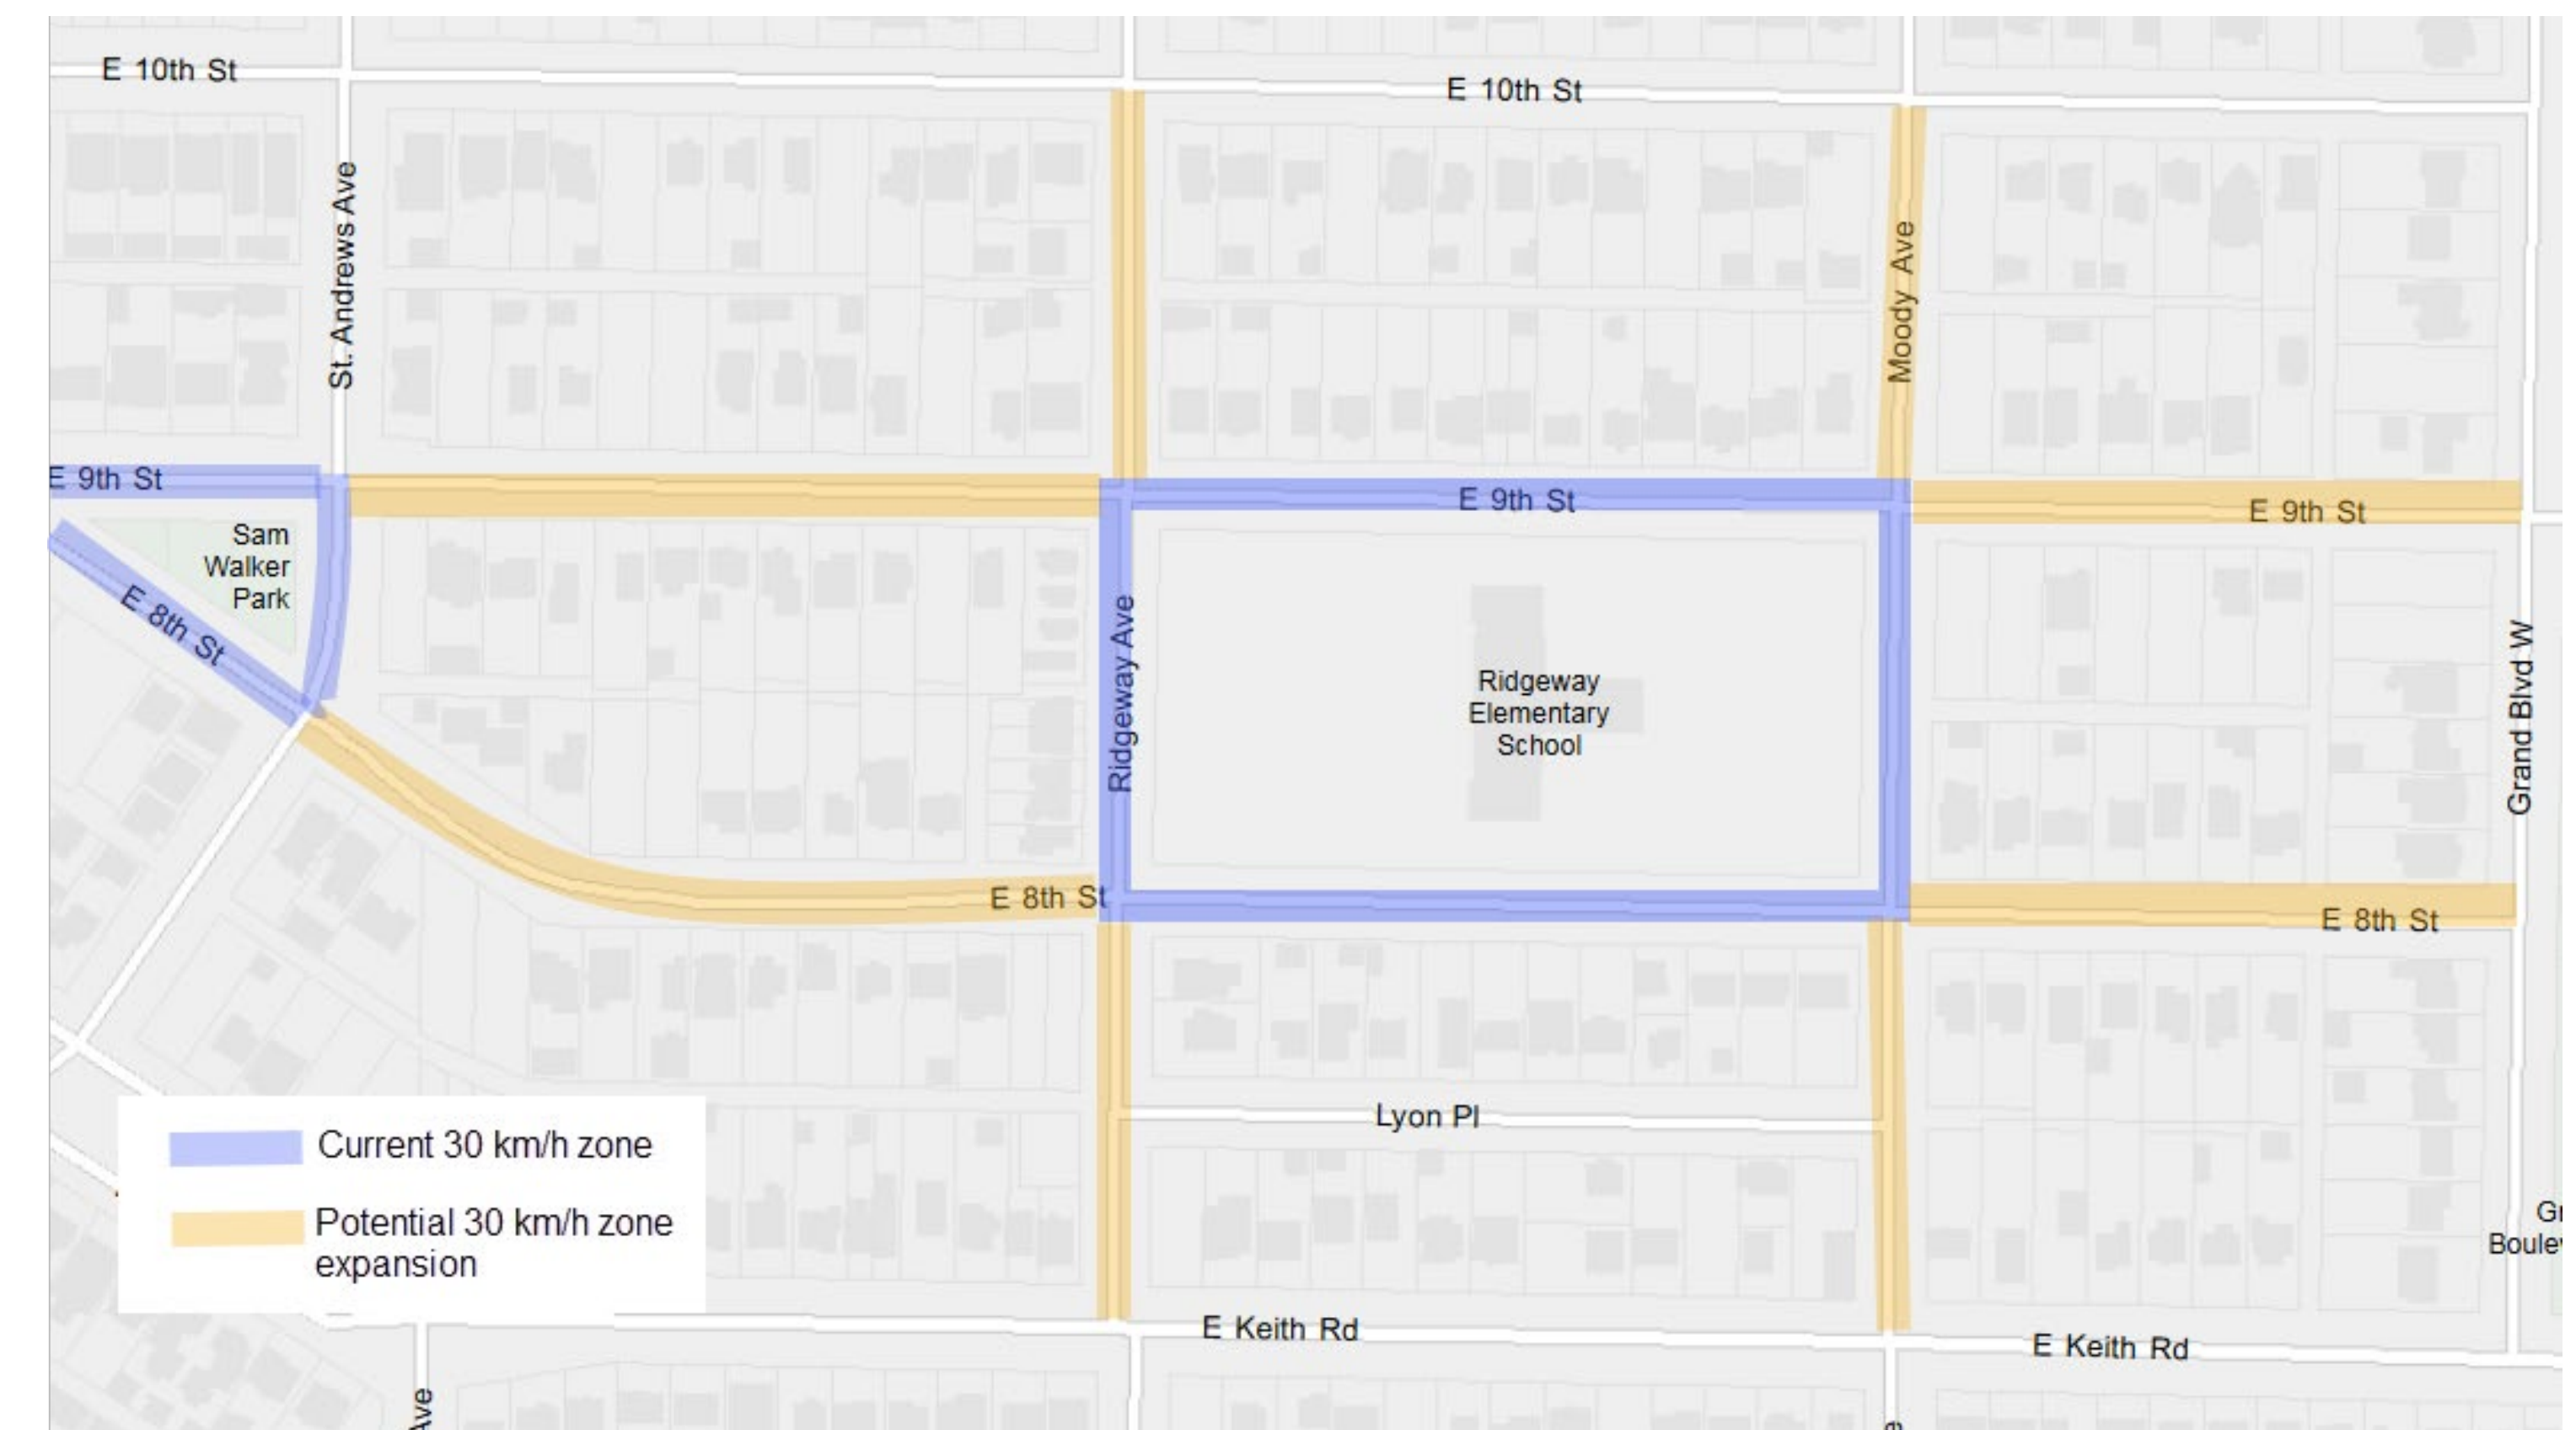 E 10th St
E 10th St
St. Andrews Ave
Moody Ave
E 9th St
E 9th St
E 9th St
Sam
Walker
Park
E 8th St
Ridgeway Ave
Ridgeway
Elementary
School
Grand Blvd W
E 8th St
E 8th St
Lyon Pl
Current 30 km/h zone
Potential 30 km/h zone
expansion
E Keith Rd
E Keith Rd
Ave